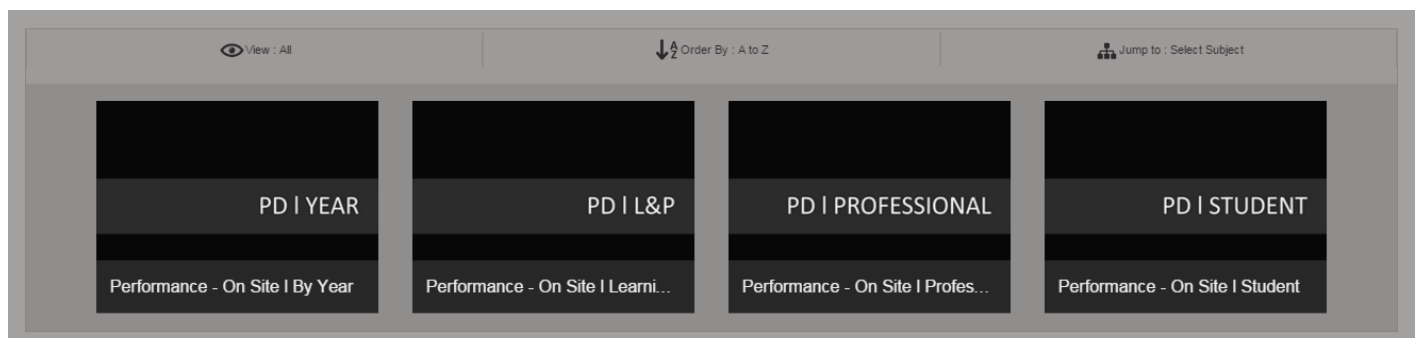 View : All
Order By : A to Z
Jump to : Select Subject
PD l YEAR
PD l L&P
PD l PROFESSIONAL
PD l STUDENT
Performance - On Site l By Year
Performance - On Site l Learni...
Performance - On Site l Profes...
Performance - On Site l Student